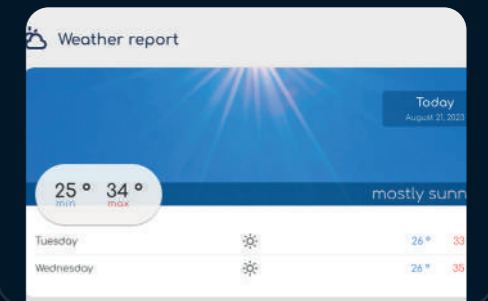 Weather report
Today
August 21, 2023
25° 34°
min max
mostly sunn
Tuesday 26° 33
Wednesday 26° 35